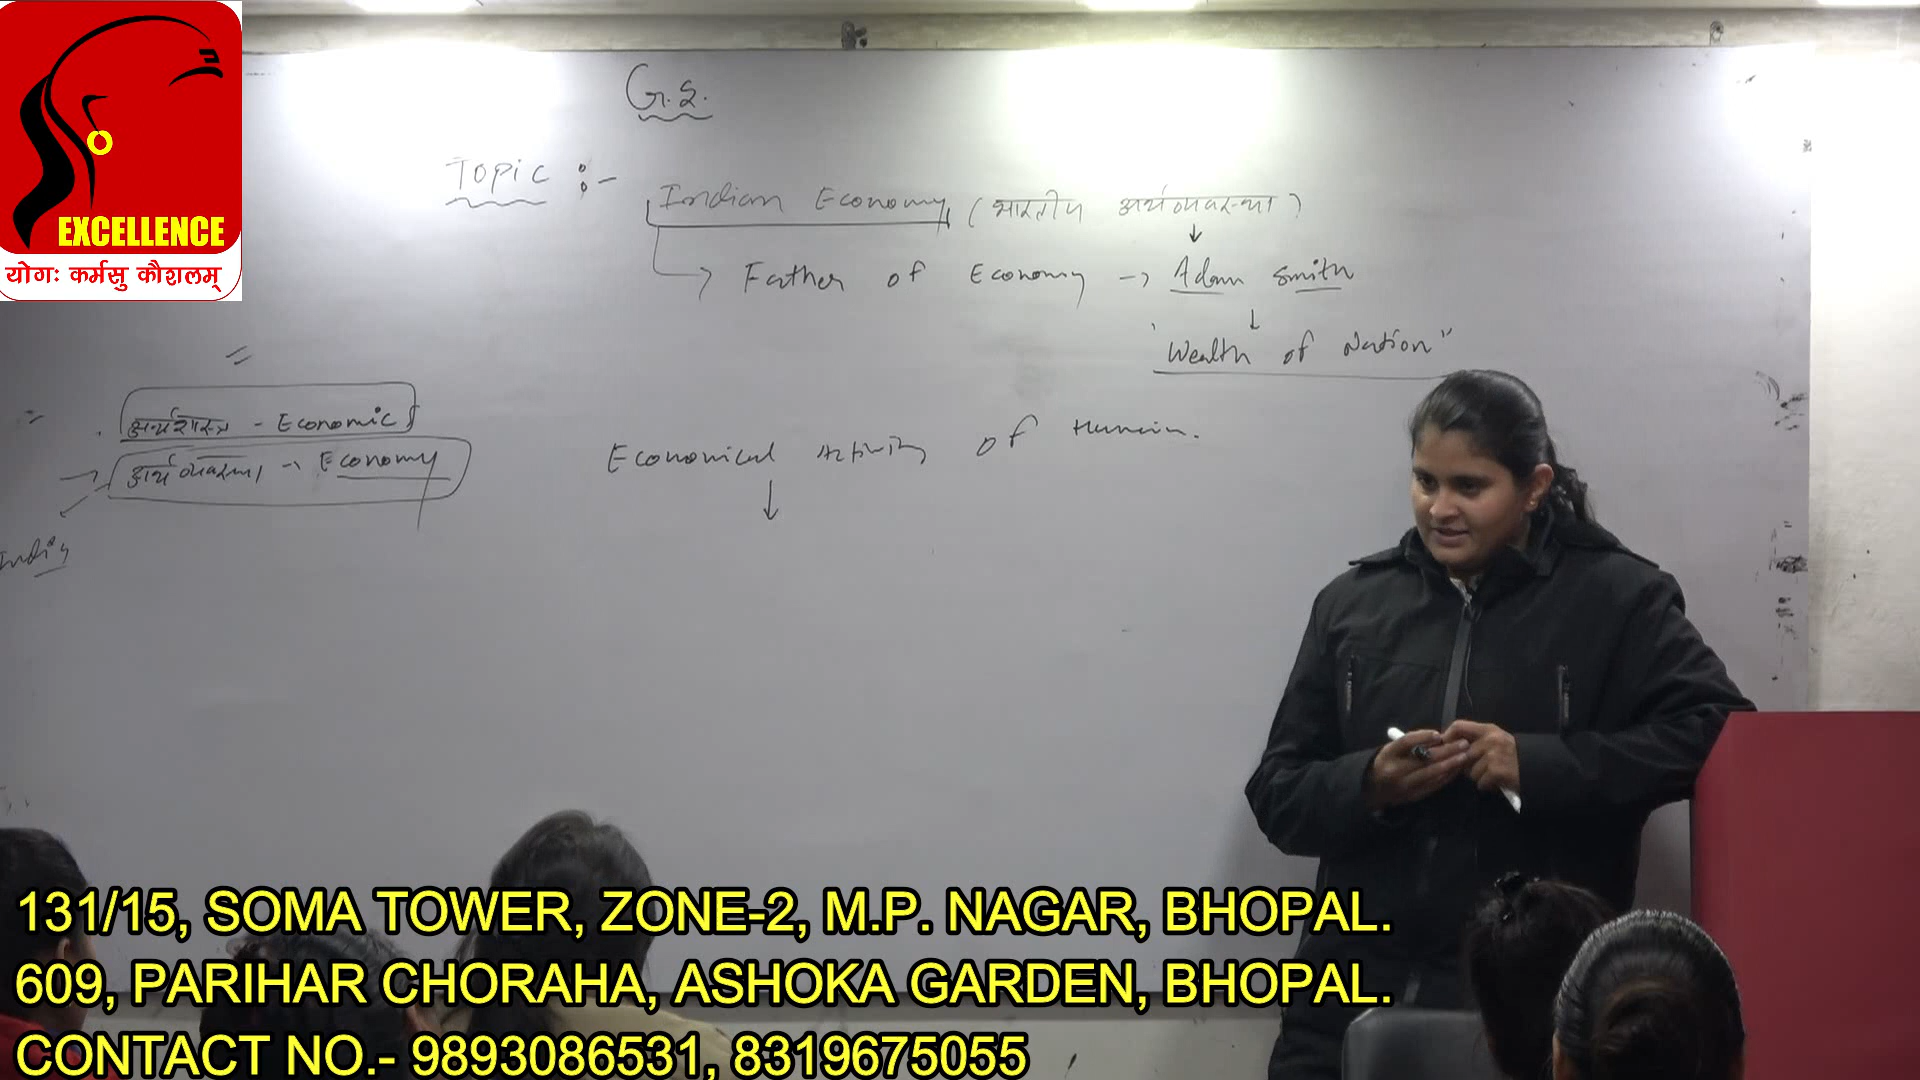 EXCELLENCE
योगः कर्मसु कौशलम्
G.S.
Topic :-
Indian Economy (भारतीय अर्थव्यवस्था)
Father of Economy → Adam Smith
"Wealth of Nation"
अर्थशास्त्र - Economic
अर्थव्यवस्था → Economy
India
Economical Activity of Human.
131/15, SOMA TOWER, ZONE-2, M.P. NAGAR, BHOPAL.
609, PARIHAR CHORAHA, ASHOKA GARDEN, BHOPAL.
CONTACT NO.- 9893086531, 8319675055